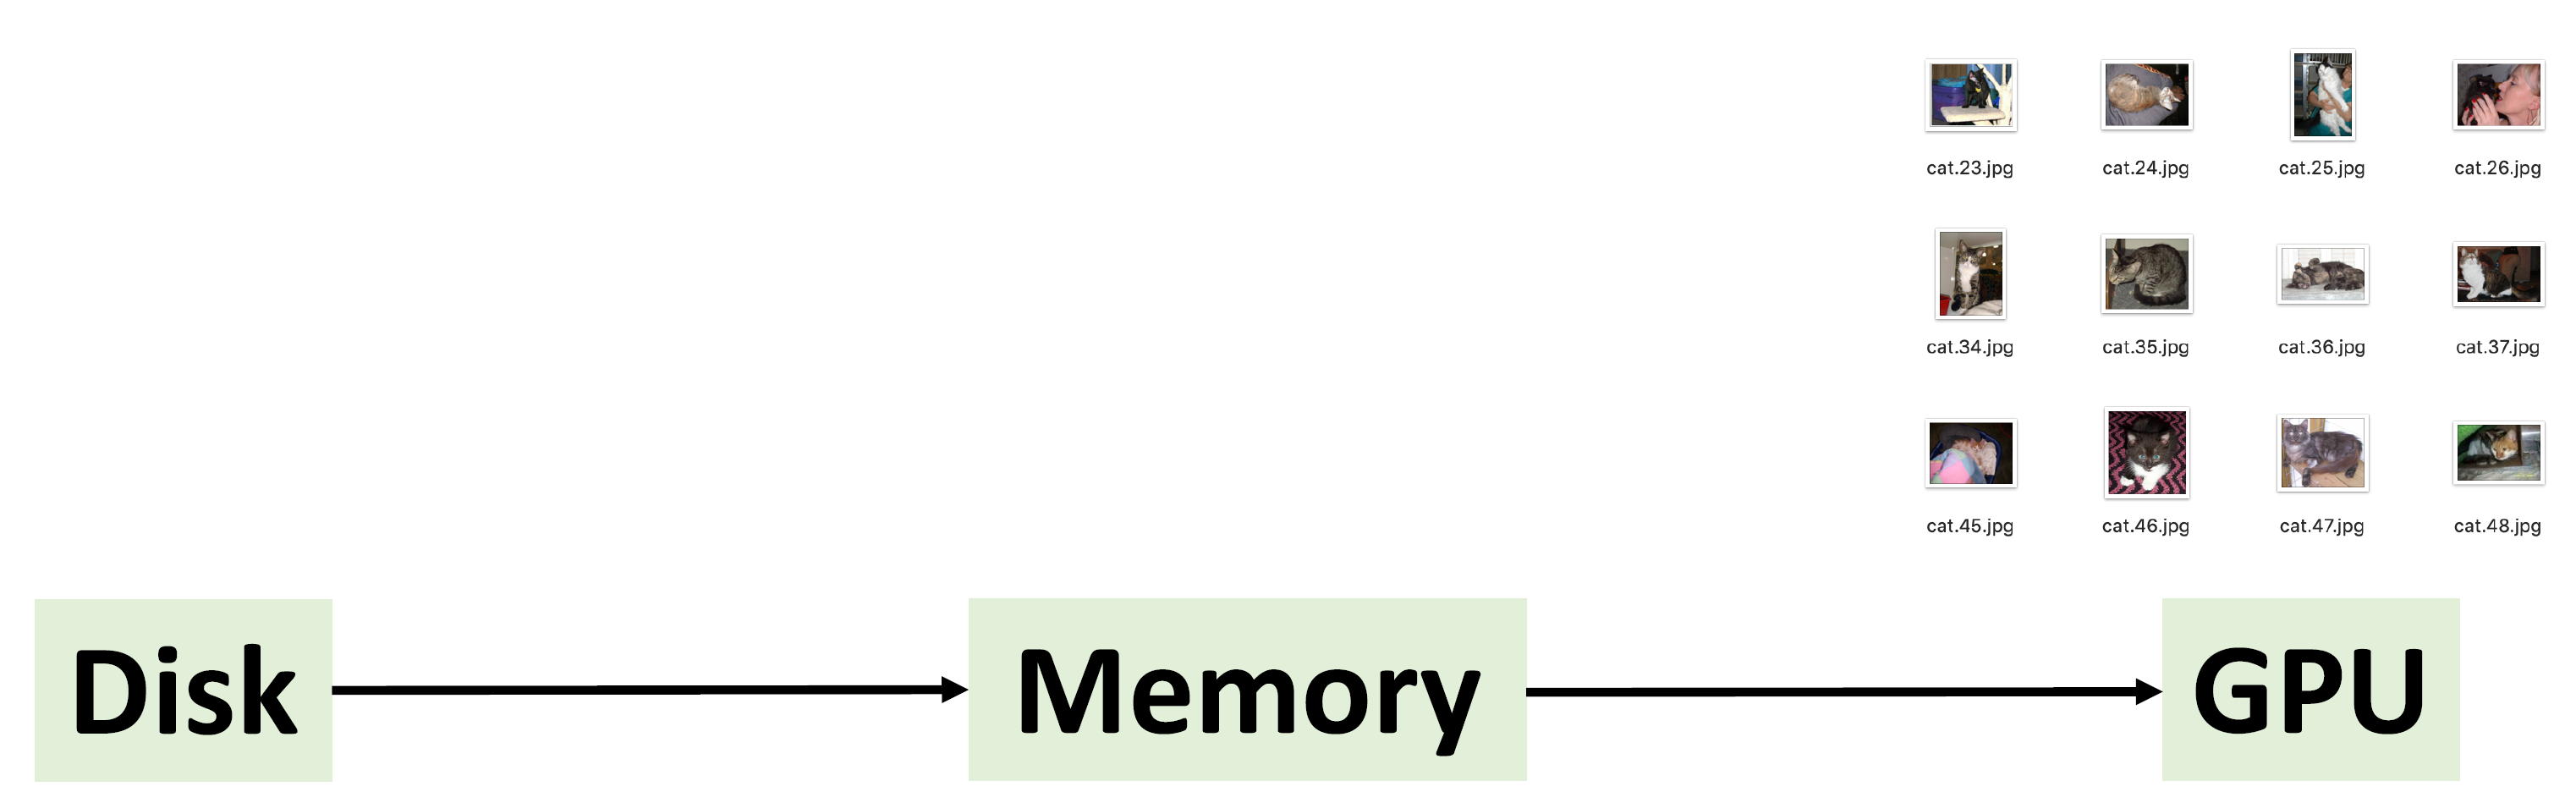 cat.23.jpg cat.24.jpg cat.25.jpg cat.26.jpg
cat.34.jpg cat.35.jpg cat.36.jpg cat.37.jpg
cat.45.jpg cat.46.jpg cat.47.jpg cat.48.jpg
Disk Memory GPU